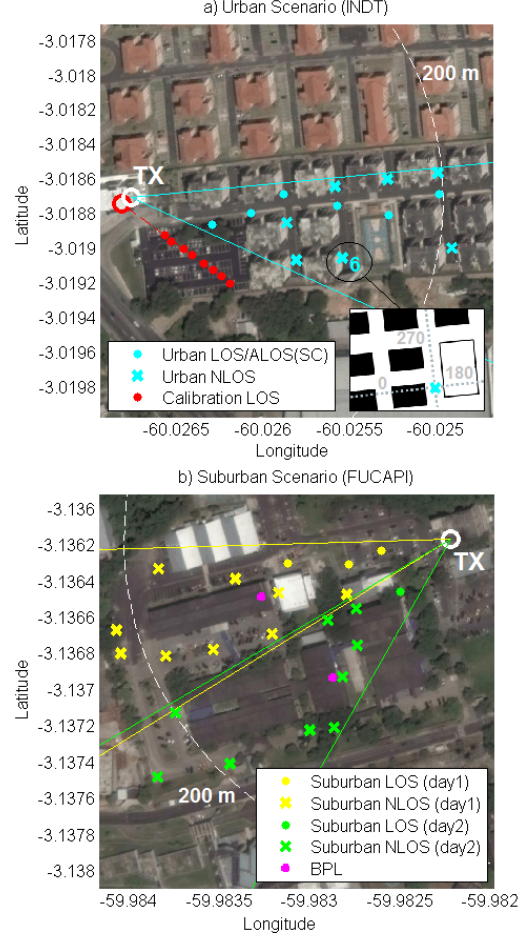 a) Urban Scenario (INDT)
-3.0178
-3.018
-3.0182
-3.0184
-3.0186
-3.0188
-3.019
-3.0192
-3.0194
-3.0196
-3.0198
Latitude
200 m
TX
6
270
180
0
Urban LOS/ALOS(SC)
Urban NLOS
Calibration LOS
-60.0265
-60.026
-60.0255
-60.025
Longitude
b) Suburban Scenario (FUCAPI)
-3.136
-3.1362
-3.1364
-3.1366
-3.1368
-3.137
-3.1372
-3.1374
-3.1376
-3.1378
-3.138
Latitude
TX
200 m
Suburban LOS (day1)
Suburban NLOS (day1)
Suburban LOS (day2)
Suburban NLOS (day2)
BPL
-59.984
-59.9835
-59.983
-59.9825
-59.982
Longitude